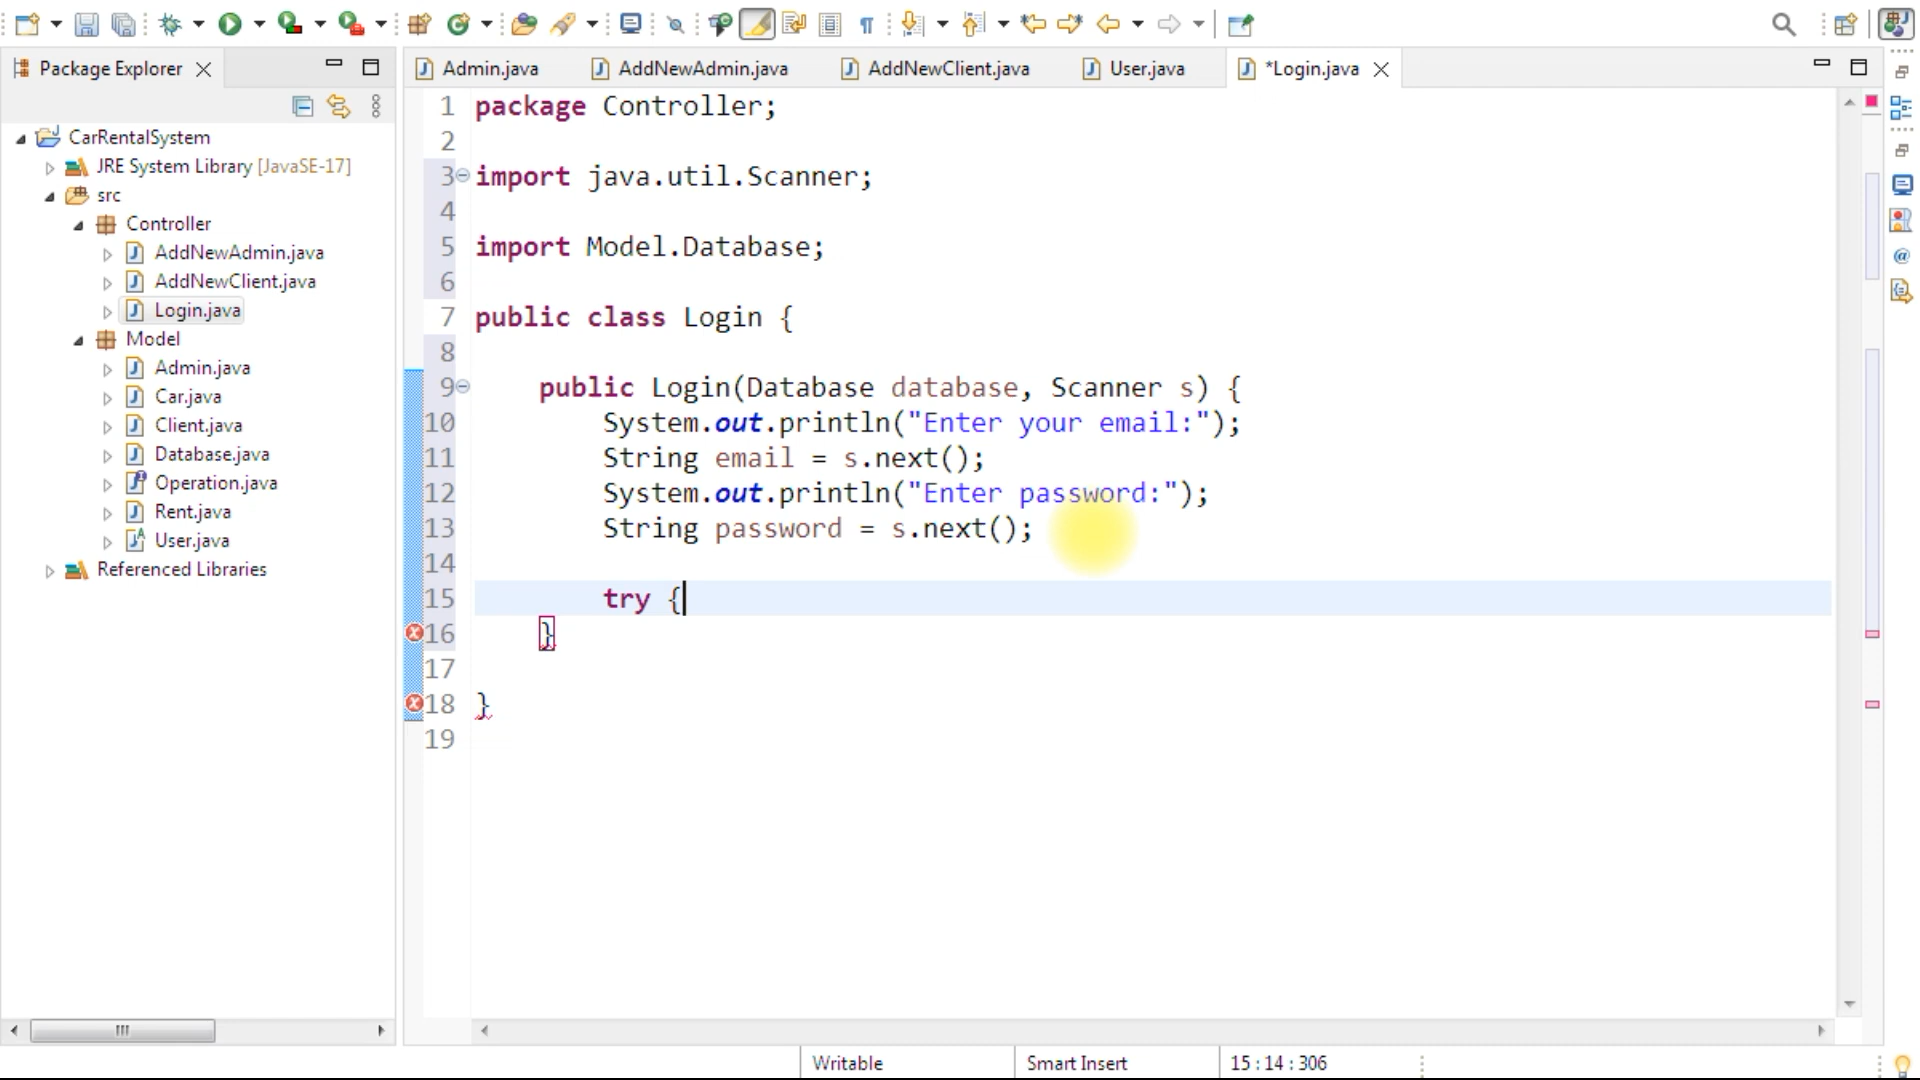 Package Explorer
Admin.java
AddNewAdmin.java
AddNewClient.java
User.java
*Login.java
CarRentalSystem
JRE System Library [JavaSE-17]
src
Controller
AddNewAdmin.java
AddNewClient.java
Login.java
Model
Admin.java
Car.java
Client.java
Database.java
Operation.java
Rent.java
User.java
Referenced Libraries
1 package Controller;
2
3 import java.util.Scanner;
4
5 import Model.Database;
6
7 public class Login {
8
9 public Login(Database database, Scanner s) {
10 System.out.println("Enter your email:");
11 String email = s.next();
12 System.out.println("Enter password:");
13 String password = s.next();
14
15 try {
16 }
17
18 }
19
Writable
Smart Insert
15 : 14 : 306